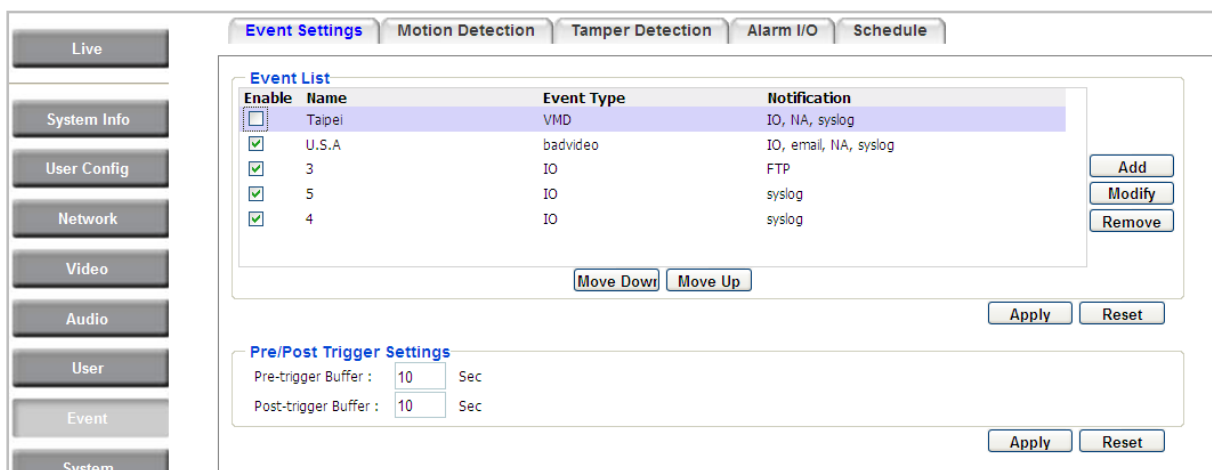 Live
System Info
User Config
Network
Video
Audio
User
Event
System
Event Settings Motion Detection Tamper Detection Alarm I/O Schedule
Event List
Enable Name Event Type Notification
Taipei VMD IO, NA, syslog
U.S.A badvideo IO, email, NA, syslog
3 IO FTP
5 IO syslog
4 IO syslog
Add
Modify
Remove
Move Down Move Up
Apply Reset
Pre/Post Trigger Settings
Pre-trigger Buffer : 10 Sec
Post-trigger Buffer : 10 Sec
Apply Reset